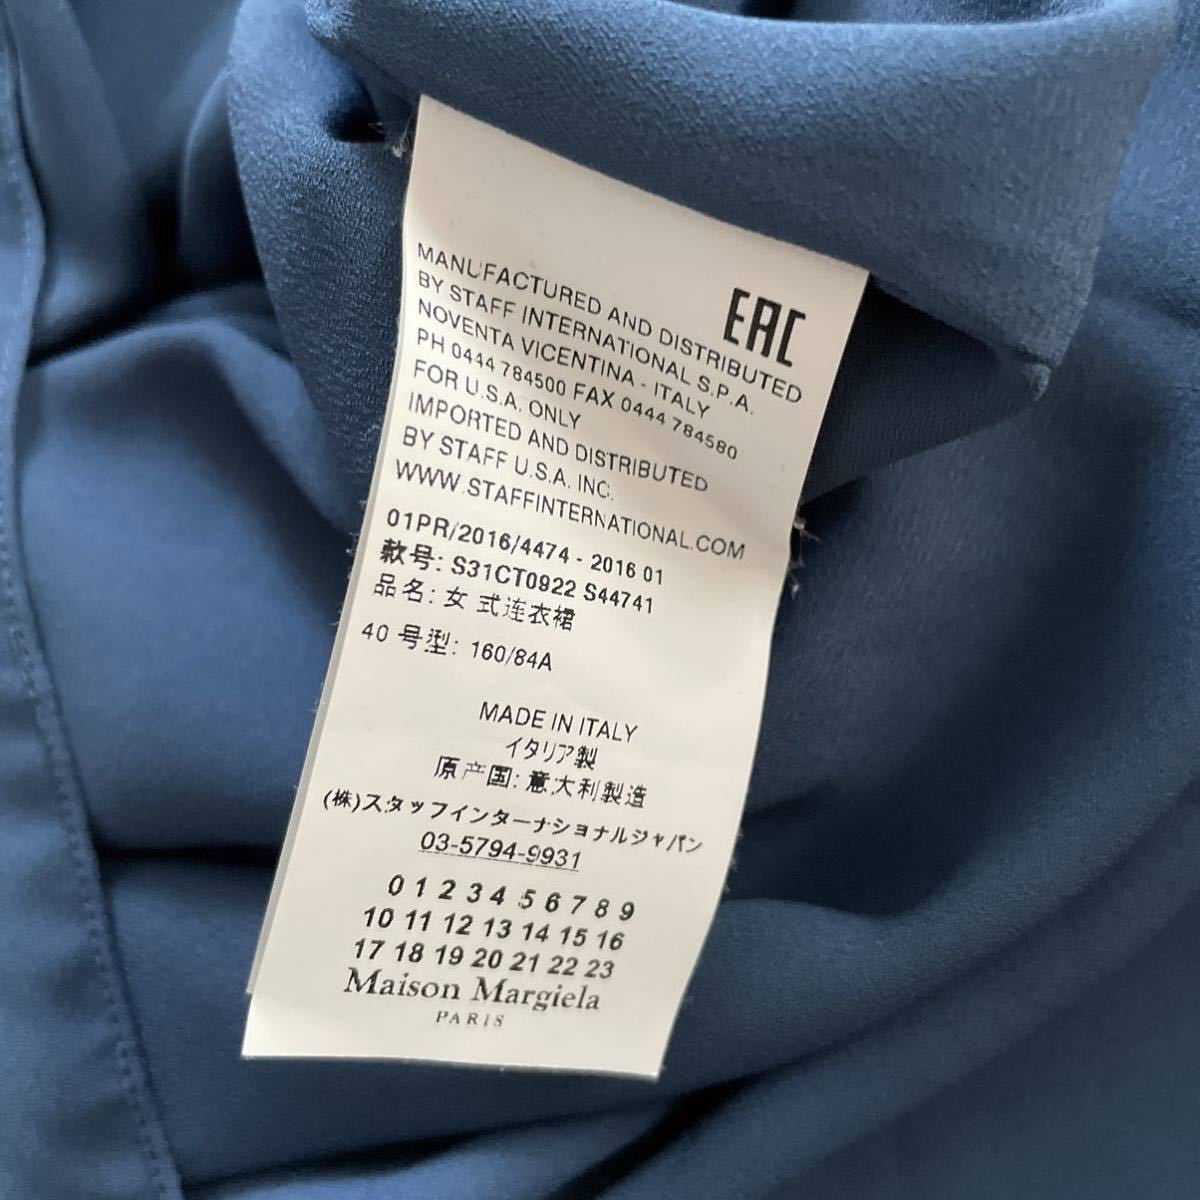 EAC
MANUFACTURED AND DISTRIBUTED
BY STAFF INTERNATIONAL S.P.A.
NOVENTA VICENTINA - ITALY
PH 0444 784500 FAX 0444 784580
FOR U.S.A. ONLY
IMPORTED AND DISTRIBUTED
BY STAFF U.S.A. INC.
WWW.STAFFINTERNATIONAL.COM
01PR/2016/4474 - 2016 01
款号: S31CT0922 S44741
品名: 女 式连衣裙
40 号型: 160/84A
MADE IN ITALY
イタリア製
原产国: 意大利製造
(株)スタッフインターナショナルジャパン
03-5794-9931
0 1 2 3 4 5 6 7 8 9
10 11 12 13 14 15 16
17 18 19 20 21 22 23
Maison Margiela
PARIS